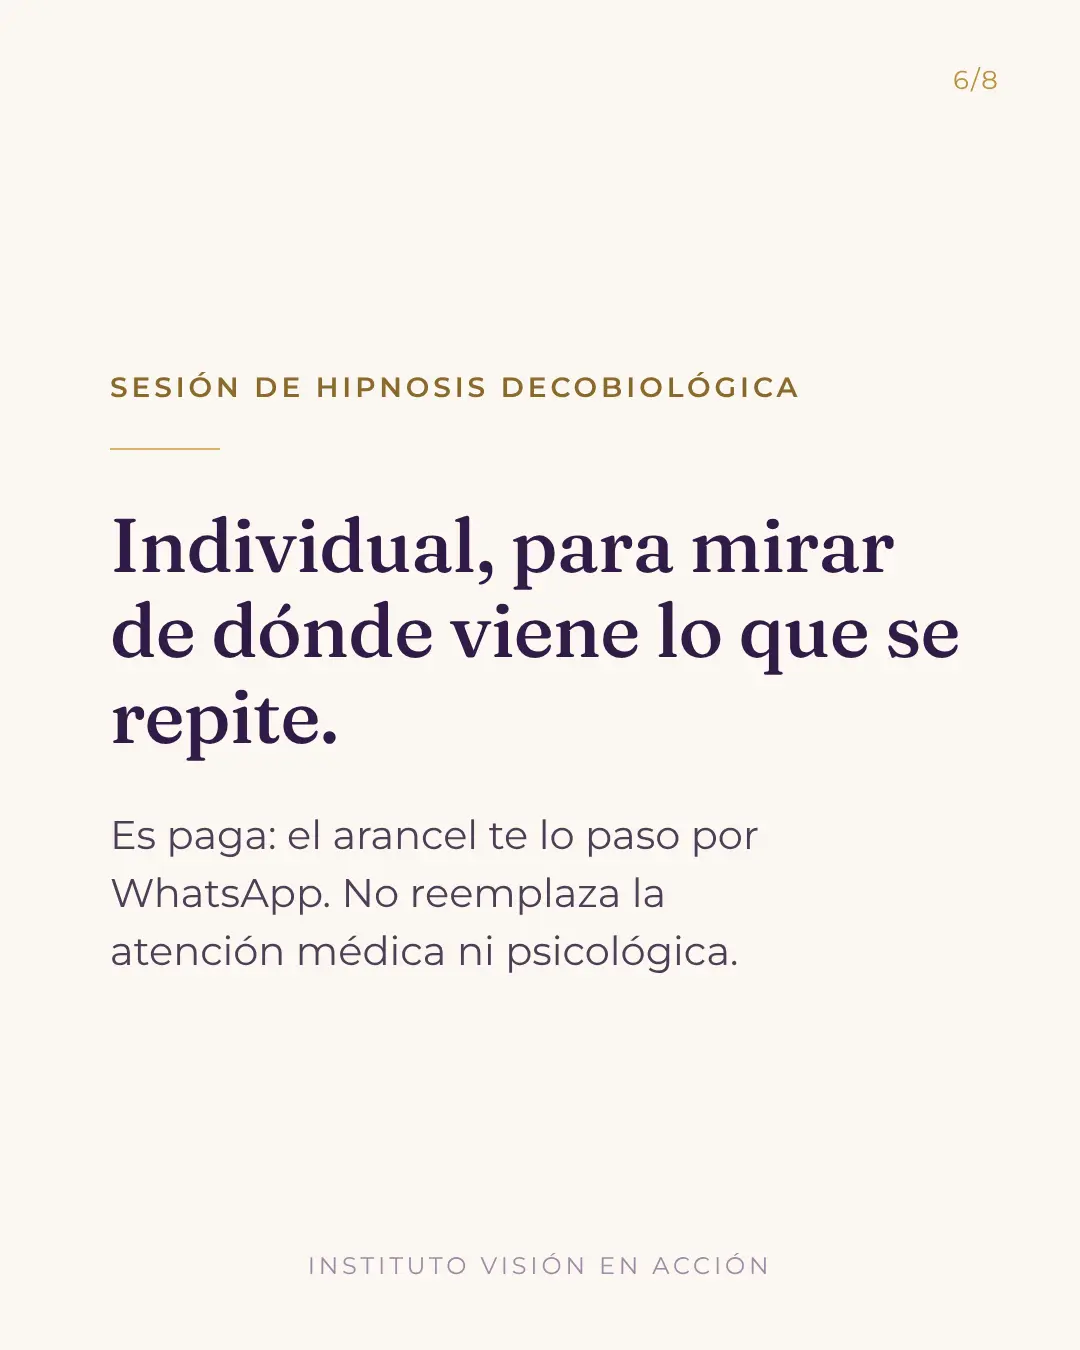 6/8
SESIÓN DE HIPNOSIS DECOBIOLÓGICA
Individual, para mirar
de dónde viene lo que se
repite.
Es paga: el arancel te lo paso por
WhatsApp. No reemplaza la
atención médica ni psicológica.
INSTITUTO VISIÓN EN ACCIÓN